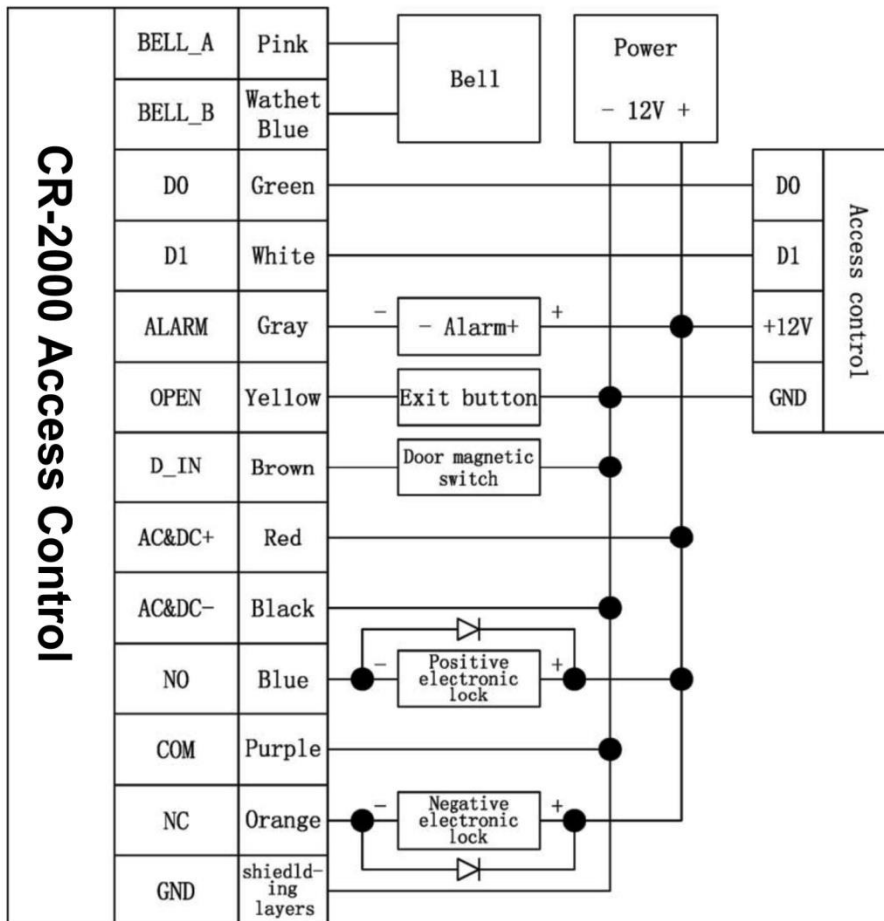 CR-2000 Access Control
BELL_A Pink
BELL_B Wathet
Blue
Bell
Power
- 12V +
D0 Green
D0
D1 White
D1
ALARM Gray
-
- Alarm+
+
+12V
OPEN Yellow
Exit button
GND
Access control
D_IN Brown
Door magnetic
switch
AC&DC+ Red
AC&DC- Black
NO Blue
-
Positive
electronic
lock
+
COM Purple
NC Orange
-
Negative
electronic
lock
+
GND
shiedld-
ing
layers